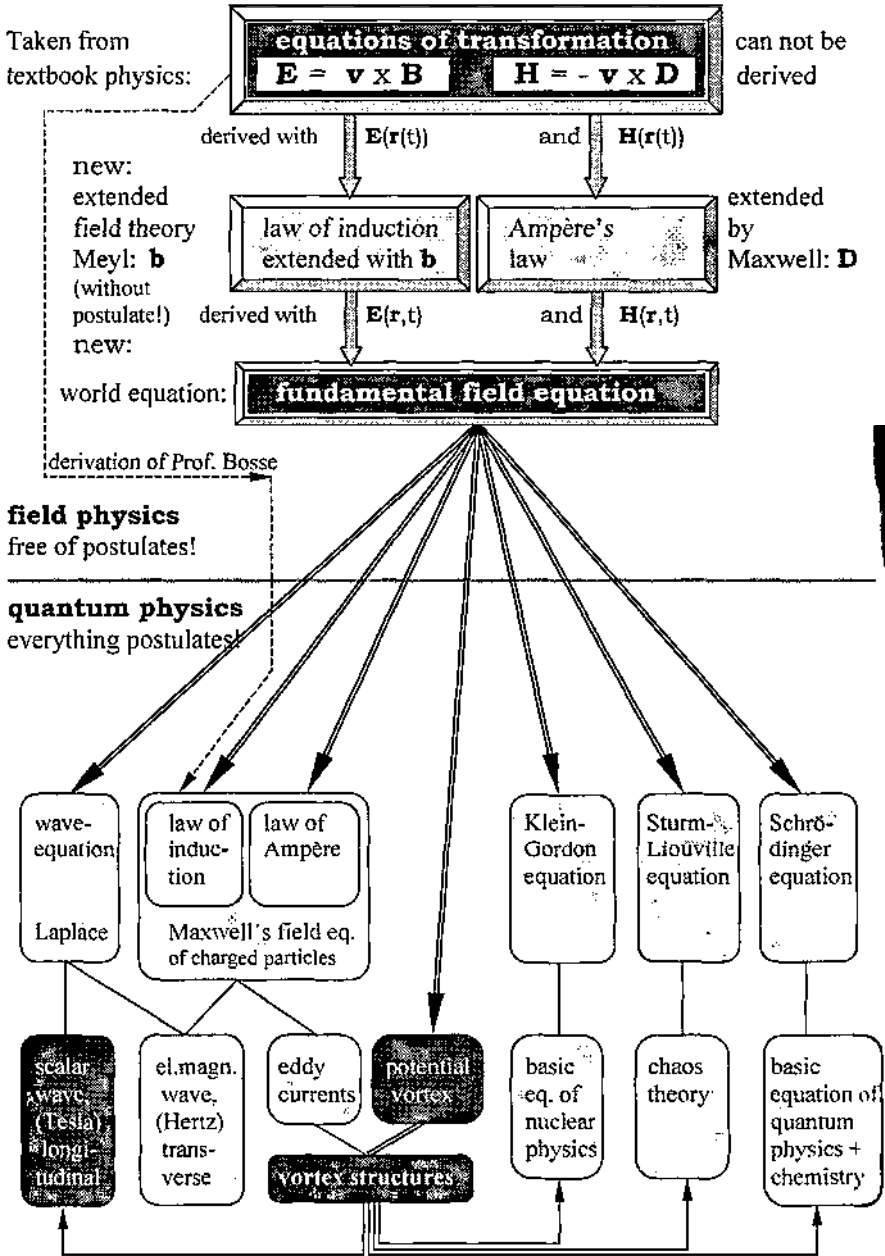 Taken from
textbook physics:
equations of transformation
E = v x B
H = - v x D
can not be
derived
derived with
E(r(t))
and
H(r(t))
new:
extended
field theory
Meyl: b
(without
postulate!)
new:
law of induction
extended with b
Ampère's
law
extended
by
Maxwell: D
derived with
E(r,t)
and
H(r,t)
world equation:
fundamental field equation
derivation of Prof. Bosse
field physics
free of postulates!
quantum physics
everything postulates!
wave-
equation
Laplace
law of
induc-
tion
law of
Ampère
Maxwell's field eq.
of charged particles
Klein-
Gordon
equation
Sturm-
Liouville
equation
Schrö-
dinger
equation
scalar
wave,
(Tesla)
longi-
tudinal
el.magn.
wave,
(Hertz)
trans-
verse
eddy
currents
potential
vortex
vortex structures
basic
eq. of
nuclear
physics
chaos
theory
basic
equation of
quantum
physics +
chemistry